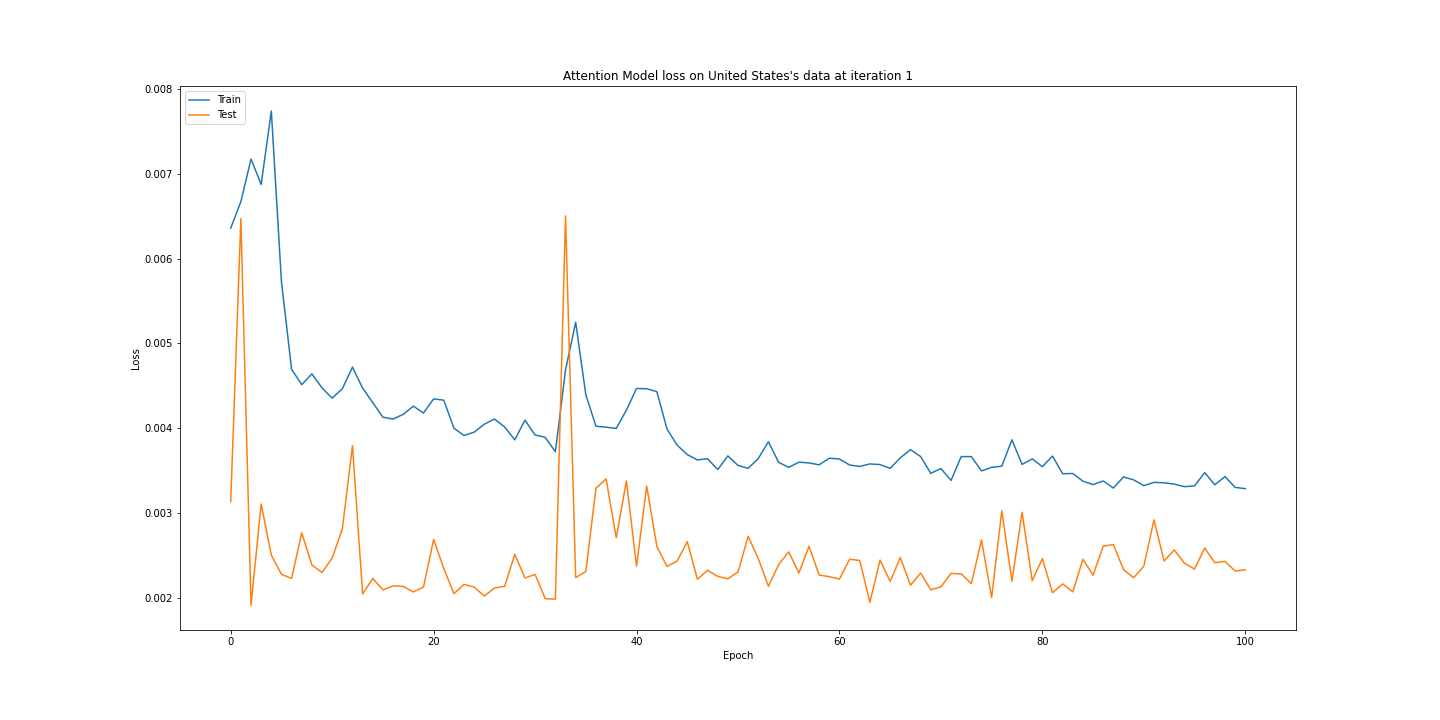 Attention Model loss on United States's data at iteration 1
Train
Test
0.008
0.007
0.006
0.005
0.004
0.003
0.002
Loss
0
20
40
60
80
100
Epoch